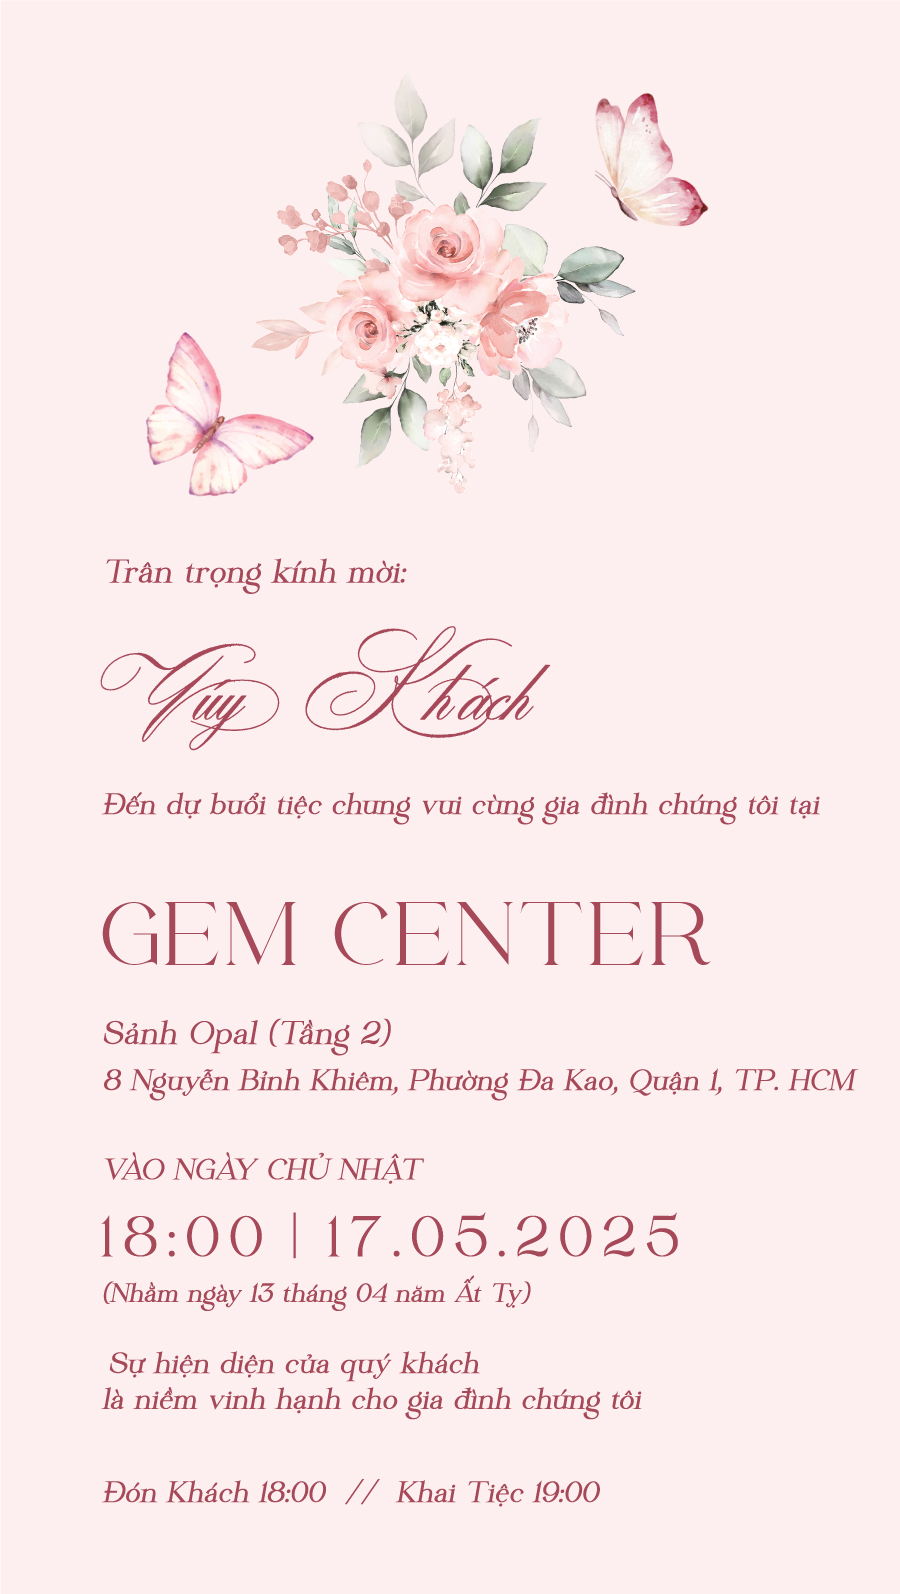 Trân trọng kính mời:
Qúy Khách
Đến dự buổi tiệc chung vui cùng gia đình chúng tôi tại
GEM CENTER
Sảnh Opal (Tầng 2)
8 Nguyễn Bỉnh Khiêm, Phường Đa Kao, Quận 1, TP. HCM
VÀO NGÀY CHỦ NHẬT
18:00 | 17.05.2025
(Nhằm ngày 13 tháng 04 năm Ất Tỵ)
Sự hiện diện của quý khách
là niềm vinh hạnh cho gia đình chúng tôi
Đón Khách 18:00 // Khai Tiệc 19:00